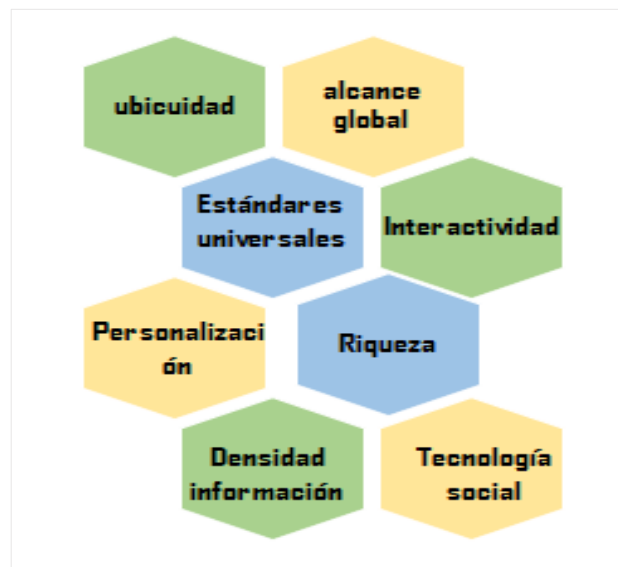 ubicuidad
alcance
global
Estándares
universales
Interactividad
Personalizaci
ón
Riqueza
Densidad
información
Tecnología
social